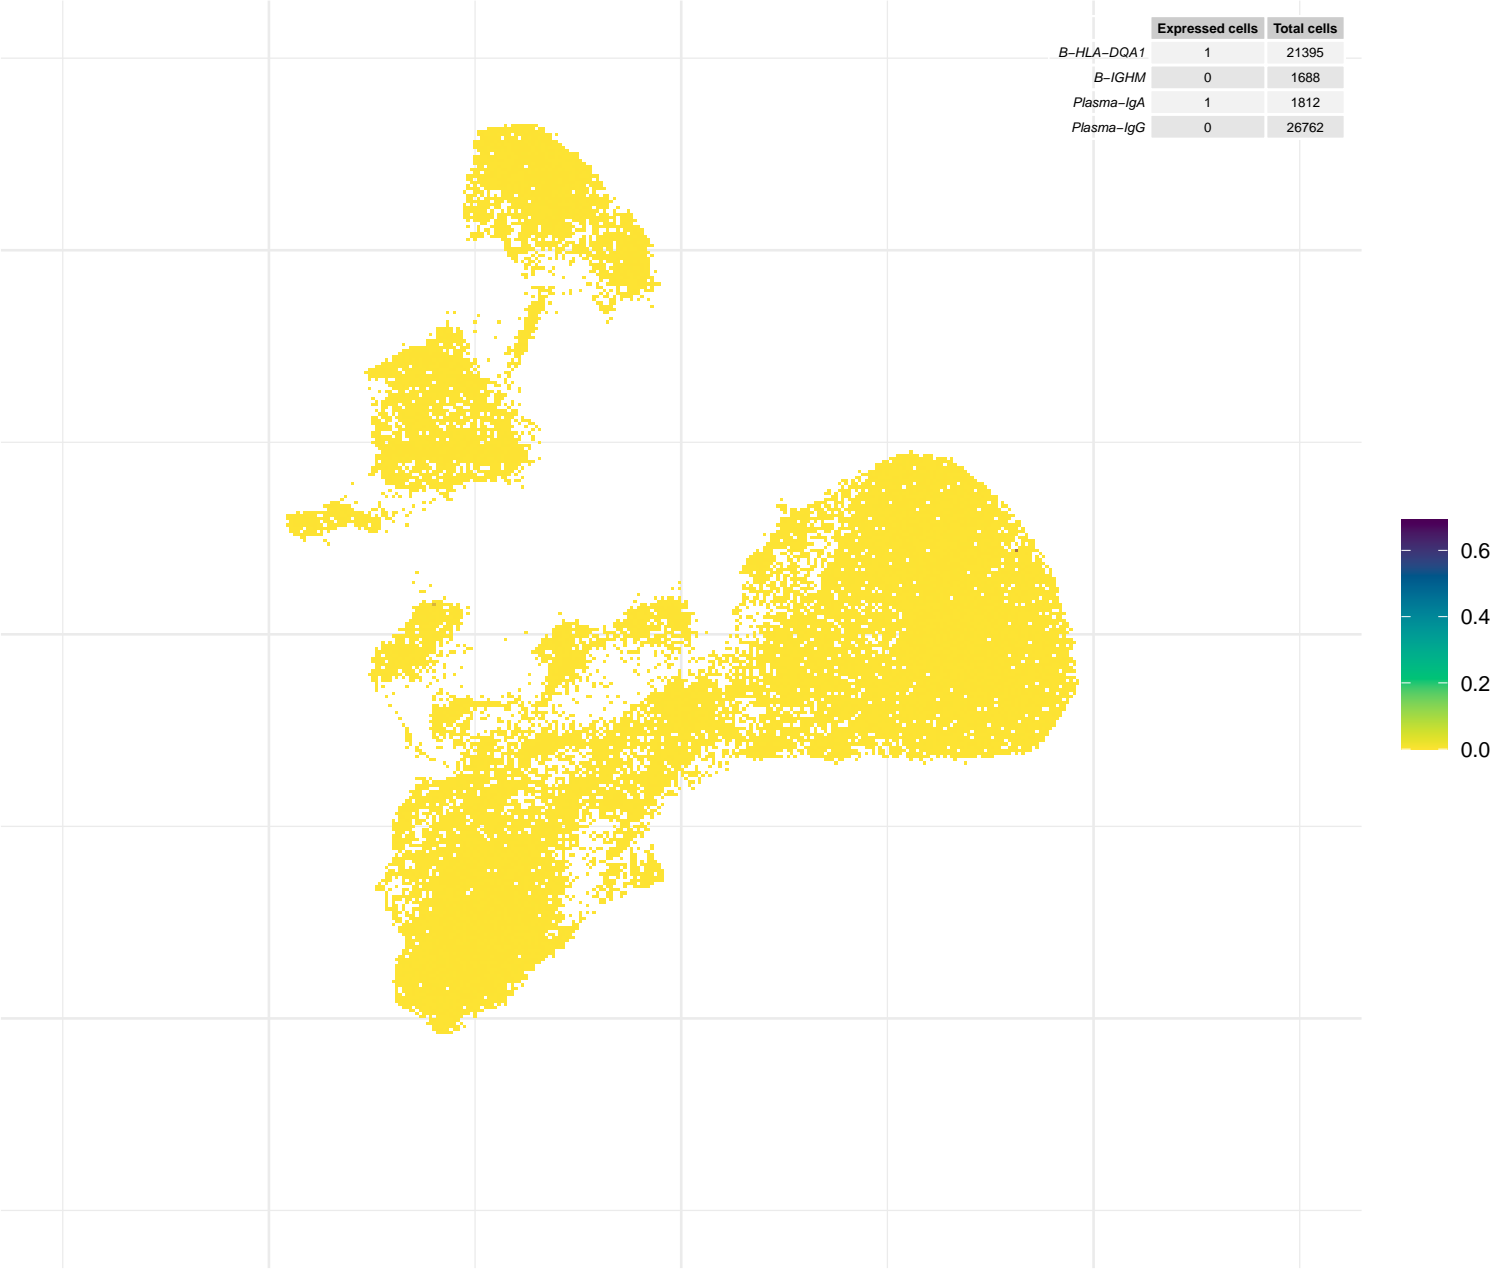 Expressed cells Total cells
B−HLA−DQA1 1 21395
B−IGHM 0 1688
Plasma−IgA 1 1812
Plasma−IgG 0 26762
0.6
0.4
0.2
0.0